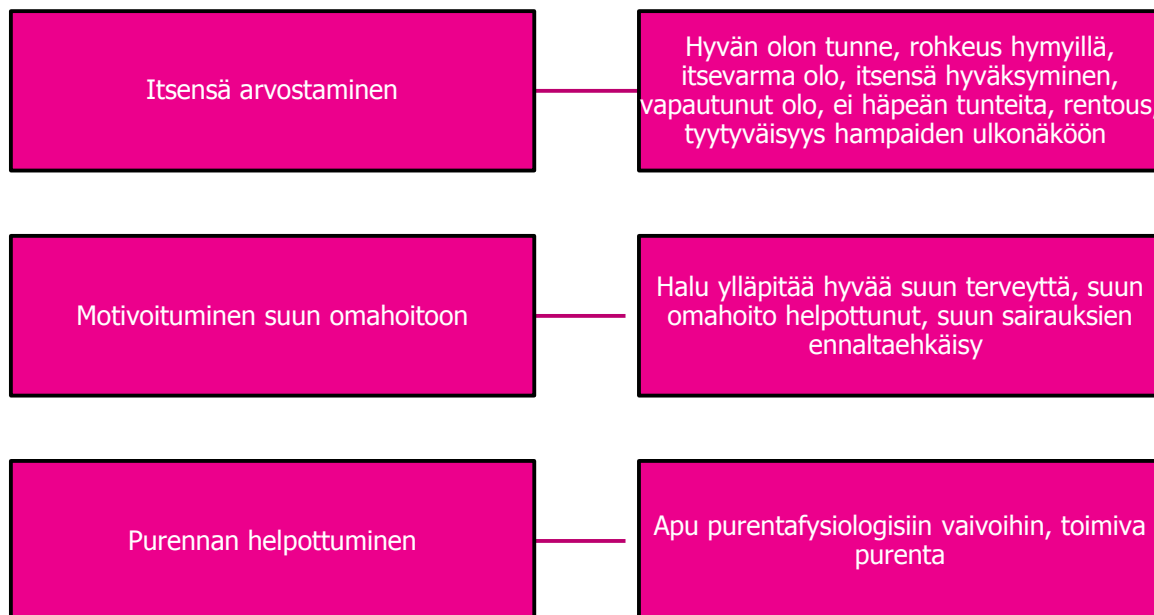 Itsensä arvostaminen
Hyvän olon tunne, rohkeus hymyillä,
itsevarma olo, itsensä hyväksyminen,
vapautunut olo, ei häpeän tunteita, rentous,
tyytyväisyys hampaiden ulkonäköön
Motivoituminen suun omahoitoon
Halu ylläpitää hyvää suun terveyttä, suun
omahoito helpottunut, suun sairauksien
ennaltaehkäisy
Purennan helpottuminen
Apu purentafysiologisiin vaivoihin, toimiva
purenta